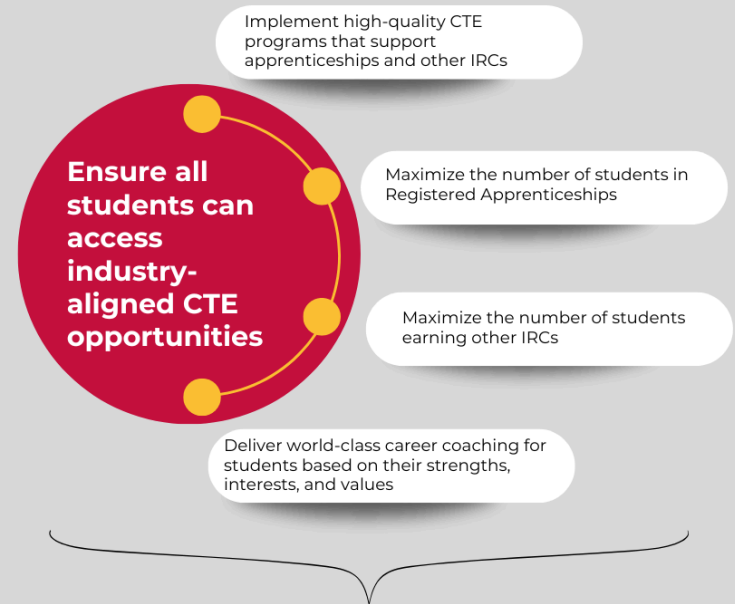 Implement high-quality CTE
programs that support
apprenticeships and other IRCs
Ensure all
students can
access
industry-
aligned CTE
opportunities
Maximize the number of students in
Registered Apprenticeships
Maximize the number of students
earning other IRCs
Deliver world-class career coaching for
students based on their strengths,
interests, and values